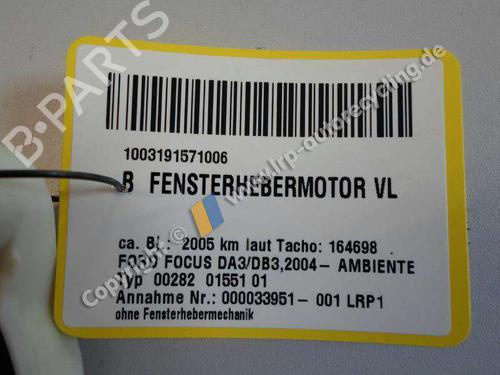 1003191571006
B FENSTERHEBERMOTOR VL
ca. Bj.: 2005 km laut Tacho: 164698
FORD FOCUS DA3/DB3,2004- AMBIENTE
Typ 00282 01551 01
Annahme Nr.: 000033951- 001 LRP1
ohne Fensterhebermechanik
B-PARTS
www.lrp-autorecycling.de